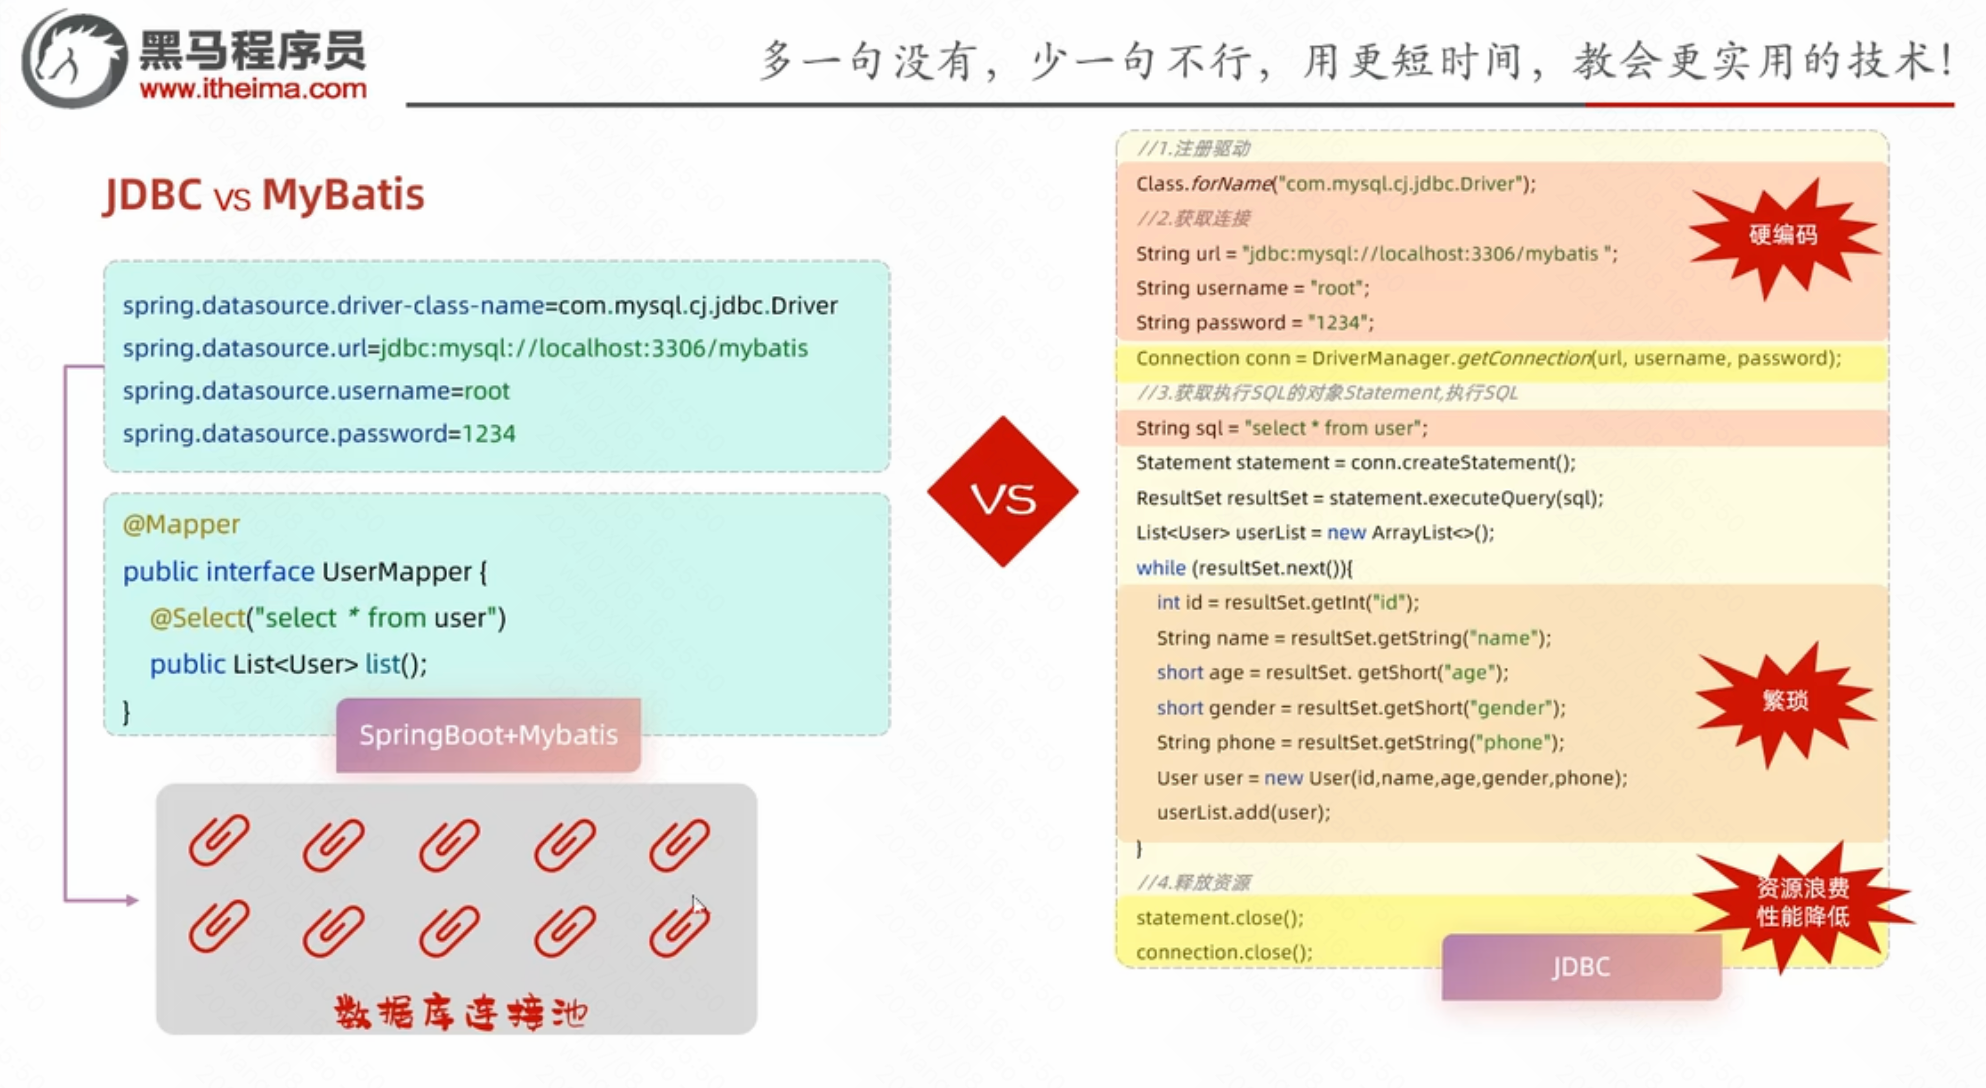 黑马程序员
www.itheima.com
多一句没有，少一句不行，用更短时间，教会更实用的技术！
JDBC VS MyBatis
spring.datasource.driver-class-name=com.mysql.cj.jdbc.Driver
spring.datasource.url=jdbc:mysql://localhost:3306/mybatis
spring.datasource.username=root
spring.datasource.password=1234
@Mapper
public interface UserMapper {
@Select("select * from user")
public List<User> list();
}
SpringBoot+Mybatis
数据库连接池
VS
//1.注册驱动
Class.forName("com.mysql.cj.jdbc.Driver");
//2.获取连接
String url = "jdbc:mysql://localhost:3306/mybatis ";
String username = "root";
String password = "1234";
硬编码
Connection conn = DriverManager.getConnection(url, username, password);
//3.获取执行SQL的对象Statement,执行SQL
String sql = "select * from user";
Statement statement = conn.createStatement();
ResultSet resultSet = statement.executeQuery(sql);
List<User> userList = new ArrayList<>();
while (resultSet.next()){
int id = resultSet.getInt("id");
String name = resultSet.getString("name");
short age = resultSet. getShort("age");
short gender = resultSet.getShort("gender");
String phone = resultSet.getString("phone");
User user = new User(id,name,age,gender,phone);
userList.add(user);
繁琐
}
//4.释放资源
statement.close();
connection.close();
资源浪费
性能降低
JDBC